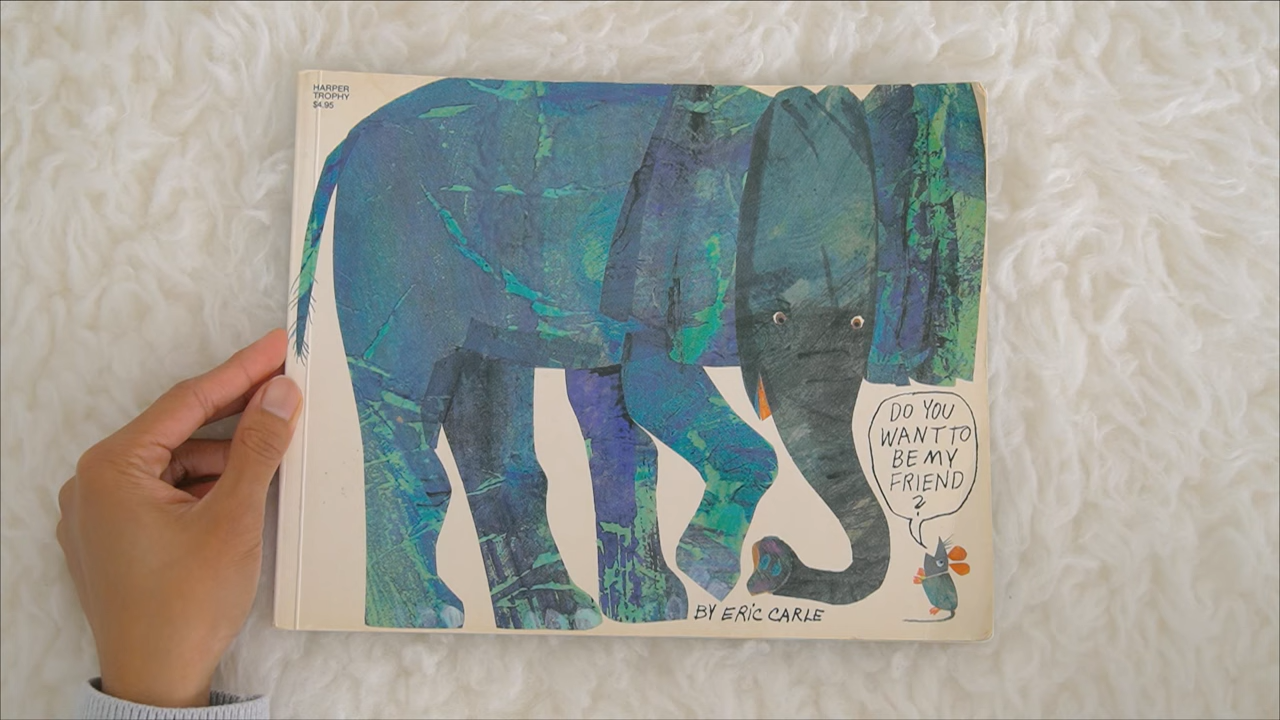 HARPER
TROPHY
$4.95
DO YOU
WANT TO
BE MY
FRIEND
?
BY ERIC CARLE